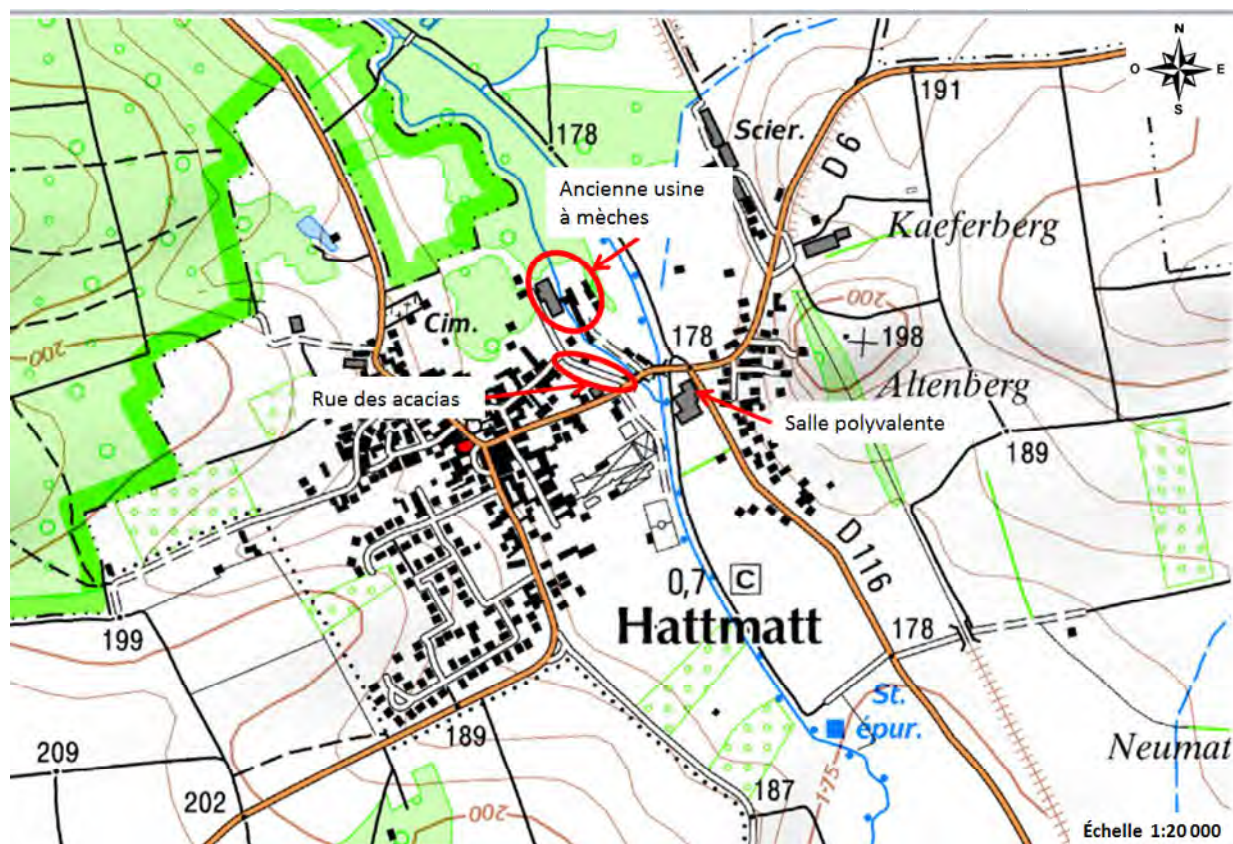 N
O E
S
191
D 6
Scier.
178
Ancienne usine
à mèches
Kaeferberg
200
200
Cim.
178
198
Rue des acacias
Altenberg
Salle polyvalente
189
D 116
0,7 C
Hattmatt
178
199
St.
épur.
189
209
Neumat
175
187
202
200
Échelle 1:20 000